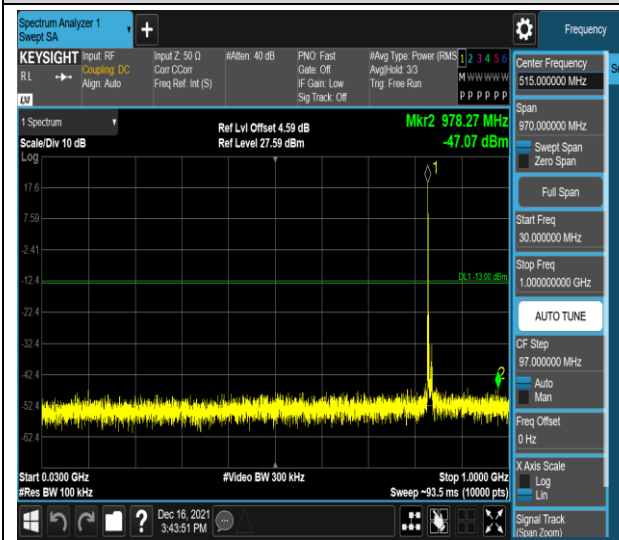 Spectrum Analyzer 1
Swept SA
+
Frequency
KEYSIGHT
RL
LXI
Input: RF
Coupling: DC
Align: Auto
Input Z: 50 Ω
Corr CCorr
Freq Ref: Int (S)
#Atten: 40 dB
PNO: Fast
Gate: Off
IF Gain: Low
Sig Track: Off
#Avg Type: Power (RMS
Avg|Hold: 3/3
Trig: Free Run
1 2 3 4 5 6
M W W W W W
P P P P P P
1 Spectrum
Scale/Div 10 dB
Log
Ref Lvl Offset 4.59 dB
Ref Level 27.59 dBm
Mkr2 978.27 MHz
-47.07 dBm
1
17.6
7.59
-2.41
-12.4
DL1 -13.00 dBm
-22.4
-32.4
-42.4
2
-52.4
-62.4
Start 0.0300 GHz
#Res BW 100 kHz
#Video BW 300 kHz
Stop 1.0000 GHz
Sweep ~93.5 ms (10000 pts)
?
Dec 16, 2021
3:43:51 PM
Center Frequency
515.000000 MHz
Span
970.000000 MHz
Swept Span
Zero Span
Full Span
Start Freq
30.000000 MHz
Stop Freq
1.000000000 GHz
AUTO TUNE
CF Step
97.000000 MHz
Auto
Man
Freq Offset
0 Hz
X Axis Scale
Log
Lin
Signal Track
(Span Zoom)